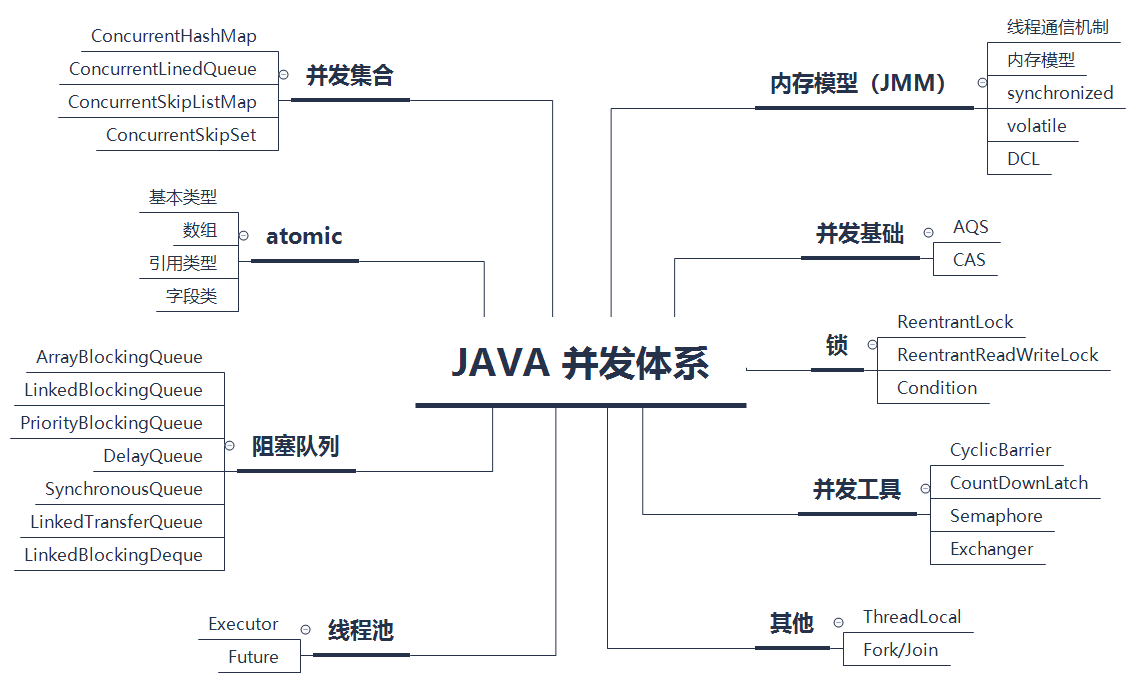 JAVA 并发体系
并发集合
ConcurrentHashMap
ConcurrentLinedQueue
ConcurrentSkipListMap
ConcurrentSkipSet
atomic
基本类型
数组
引用类型
字段类
阻塞队列
ArrayBlockingQueue
LinkedBlockingQueue
PriorityBlockingQueue
DelayQueue
SynchronousQueue
LinkedTransferQueue
LinkedBlockingDeque
线程池
Executor
Future
内存模型（JMM）
线程通信机制
内存模型
synchronized
volatile
DCL
并发基础
AQS
CAS
锁
ReentrantLock
ReentrantReadWriteLock
Condition
并发工具
CyclicBarrier
CountDownLatch
Semaphore
Exchanger
其他
ThreadLocal
Fork/Join